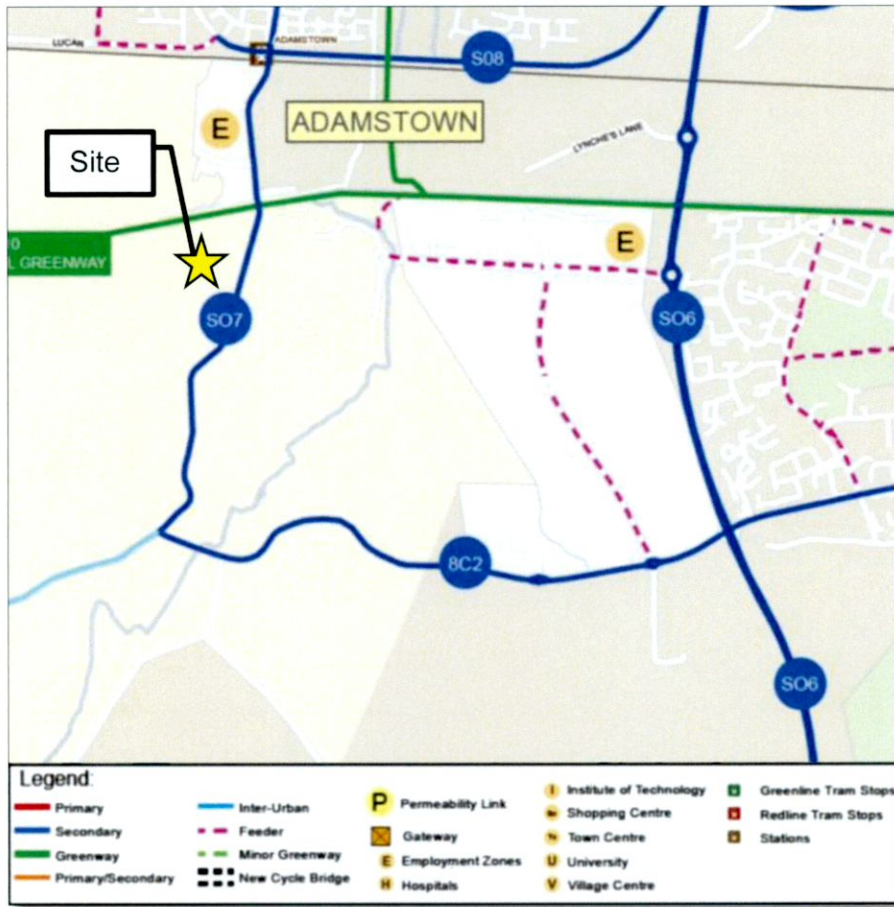 LUCAN
ADAMSTOWN
S08
E
ADAMSTOWN
LYNCHE'S LANE
Site
10
L GREENWAY
E
SO7
SO6
8C2
SO6
Legend:
Primary
Secondary
Greenway
Primary/Secondary
Inter-Urban
Feeder
Minor Greenway
New Cycle Bridge
P Permeability Link
Gateway
E Employment Zones
H Hospitals
I Institute of Technology
Shopping Centre
Town Centre
U University
V Village Centre
Greenline Tram Stops
Redline Tram Stops
Stations